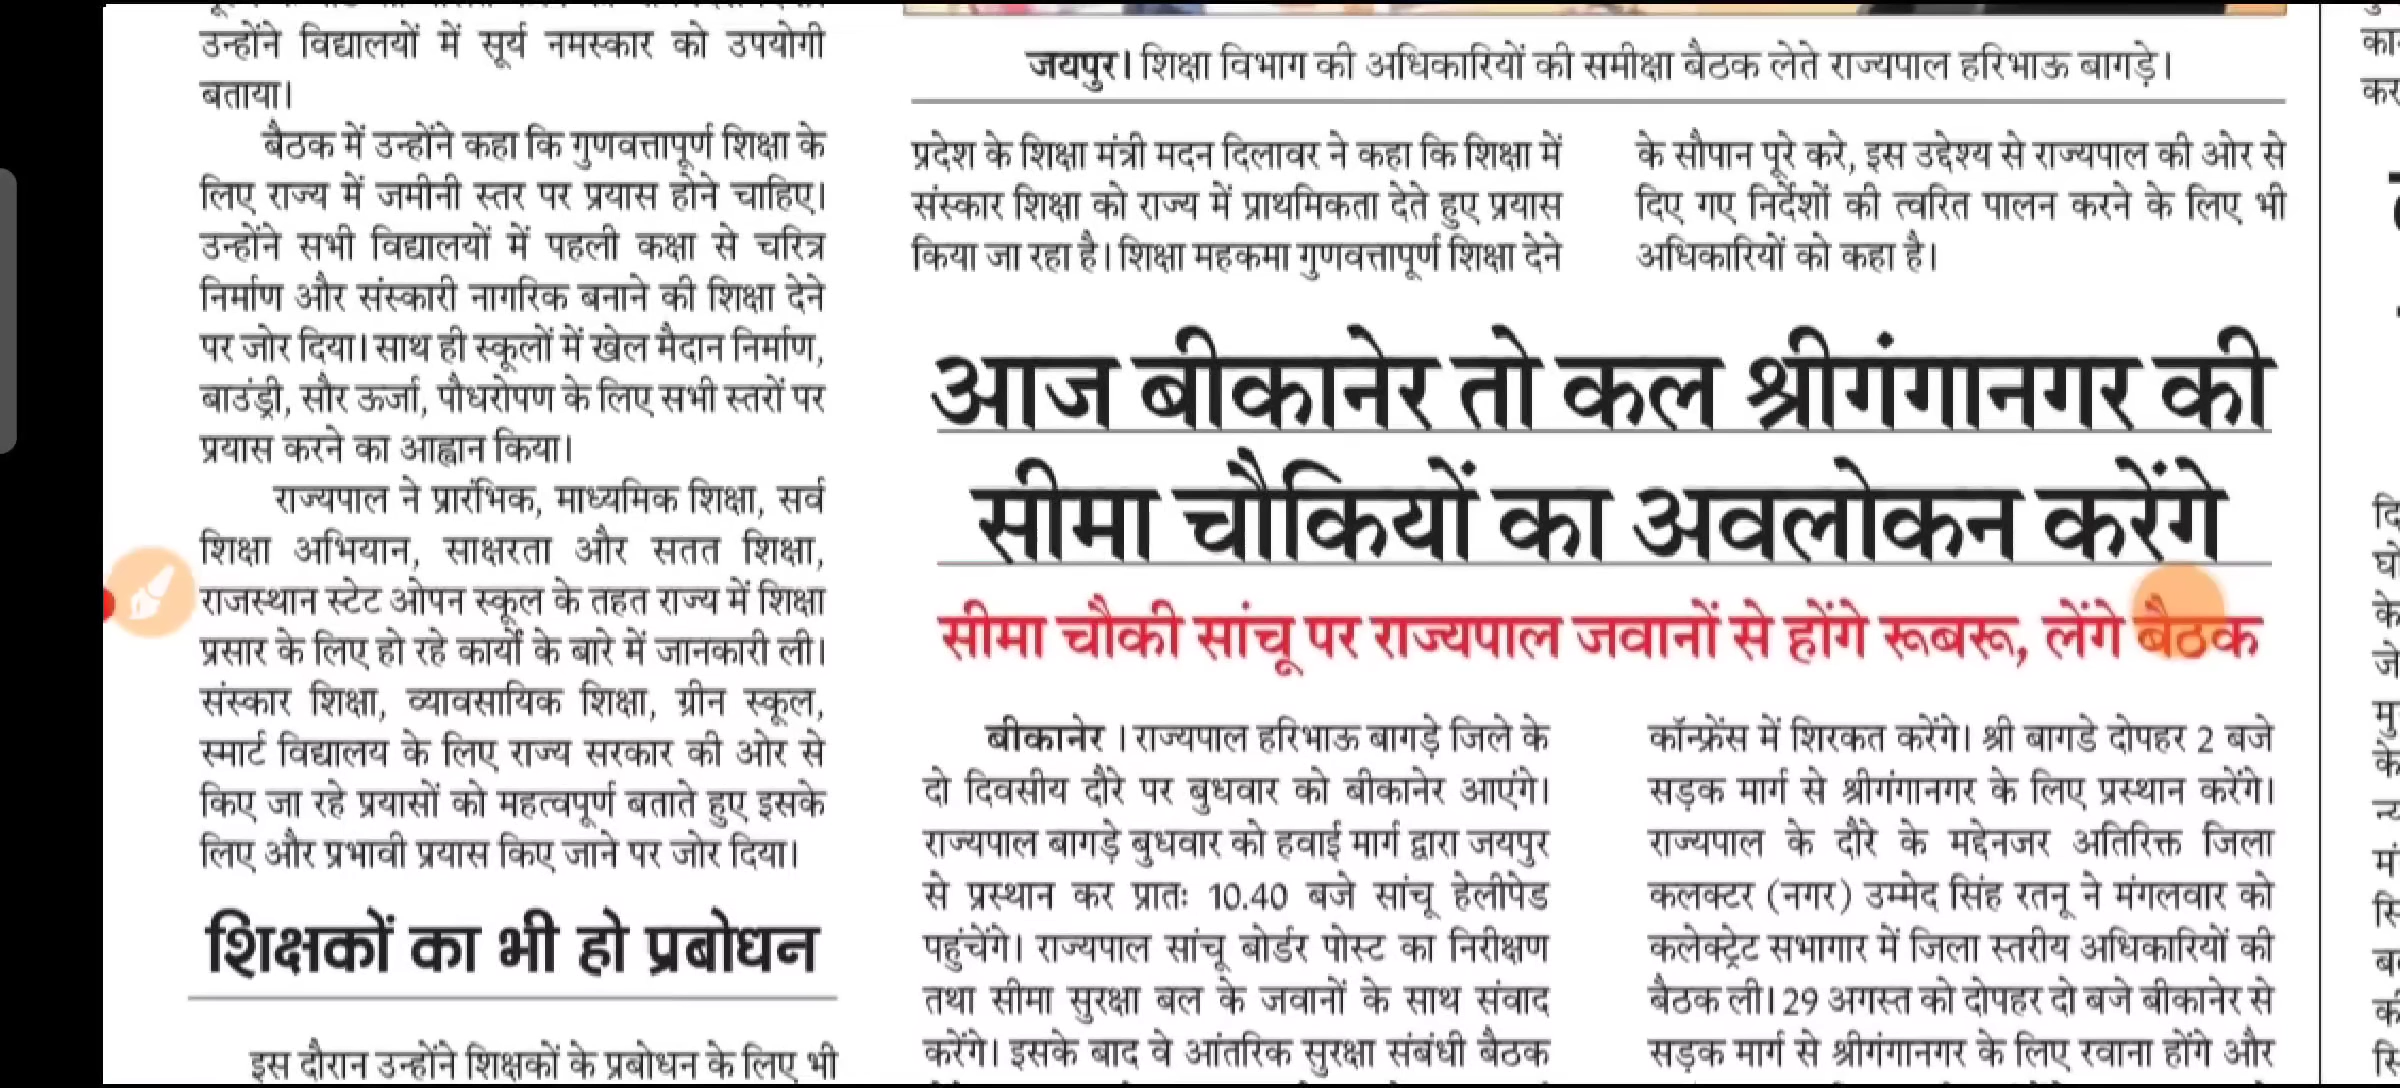 उन्होंने विद्यालयों में सूर्य नमस्कार को उपयोगी
बताया।
बैठक में उन्होंने कहा कि गुणवत्तापूर्ण शिक्षा के
लिए राज्य में जमीनी स्तर पर प्रयास होने चाहिए।
उन्होंने सभी विद्यालयों में पहली कक्षा से चरित्र
निर्माण और संस्कारी नागरिक बनाने की शिक्षा देने
पर जोर दिया। साथ ही स्कूलों में खेल मैदान निर्माण,
बाउंड्री, सौर ऊर्जा, पौधरोपण के लिए सभी स्तरों पर
प्रयास करने का आह्वान किया।
राज्यपाल ने प्रारंभिक, माध्यमिक शिक्षा, सर्व
शिक्षा अभियान, साक्षरता और सतत शिक्षा,
राजस्थान स्टेट ओपन स्कूल के तहत राज्य में शिक्षा
प्रसार के लिए हो रहे कार्यों के बारे में जानकारी ली।
संस्कार शिक्षा, व्यावसायिक शिक्षा, ग्रीन स्कूल,
स्मार्ट विद्यालय के लिए राज्य सरकार की ओर से
किए जा रहे प्रयासों को महत्वपूर्ण बताते हुए इसके
लिए और प्रभावी प्रयास किए जाने पर जोर दिया।
शिक्षकों का भी हो प्रबोधन
इस दौरान उन्होंने शिक्षकों के प्रबोधन के लिए भी
जयपुर। शिक्षा विभाग की अधिकारियों की समीक्षा बैठक लेते राज्यपाल हरिभाऊ बागड़े।
प्रदेश के शिक्षा मंत्री मदन दिलावर ने कहा कि शिक्षा में
संस्कार शिक्षा को राज्य में प्राथमिकता देते हुए प्रयास
किया जा रहा है। शिक्षा महकमा गुणवत्तापूर्ण शिक्षा देने
के सौपान पूरे करे, इस उद्देश्य से राज्यपाल की ओर से
दिए गए निर्देशों की त्वरित पालन करने के लिए भी
अधिकारियों को कहा है।
आज बीकानेर तो कल श्रीगंगानगर की
सीमा चौकियों का अवलोकन करेंगे
सीमा चौकी सांचू पर राज्यपाल जवानों से होंगे रूबरू, लेंगे बैठक
बीकानेर । राज्यपाल हरिभाऊ बागड़े जिले के
दो दिवसीय दौरे पर बुधवार को बीकानेर आएंगे।
राज्यपाल बागड़े बुधवार को हवाई मार्ग द्वारा जयपुर
से प्रस्थान कर प्रातः 10.40 बजे सांचू हेलीपेड
पहुंचेंगे। राज्यपाल सांचू बोर्डर पोस्ट का निरीक्षण
तथा सीमा सुरक्षा बल के जवानों के साथ संवाद
करेंगे। इसके बाद वे आंतरिक सुरक्षा संबंधी बैठक
कॉन्फ्रेंस में शिरकत करेंगे। श्री बागडे दोपहर 2 बजे
सड़क मार्ग से श्रीगंगानगर के लिए प्रस्थान करेंगे।
राज्यपाल के दौरे के मद्देनजर अतिरिक्त जिला
कलक्टर (नगर) उम्मेद सिंह रतनू ने मंगलवार को
कलेक्ट्रेट सभागार में जिला स्तरीय अधिकारियों की
बैठक ली। 29 अगस्त को दोपहर दो बजे बीकानेर से
सड़क मार्ग से श्रीगंगानगर के लिए रवाना होंगे और